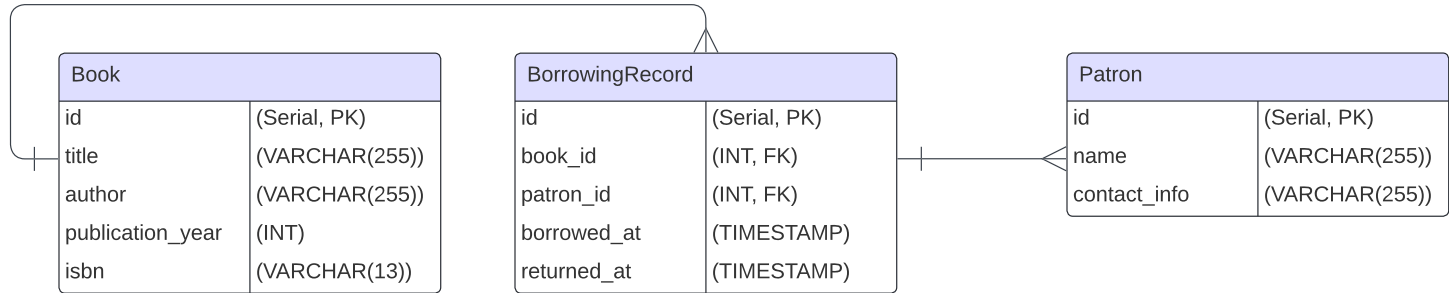 Book
id (Serial, PK)
title (VARCHAR(255))
author (VARCHAR(255))
publication_year (INT)
isbn (VARCHAR(13))
BorrowingRecord
id (Serial, PK)
book_id (INT, FK)
patron_id (INT, FK)
borrowed_at (TIMESTAMP)
returned_at (TIMESTAMP)
Patron
id (Serial, PK)
name (VARCHAR(255))
contact_info (VARCHAR(255))